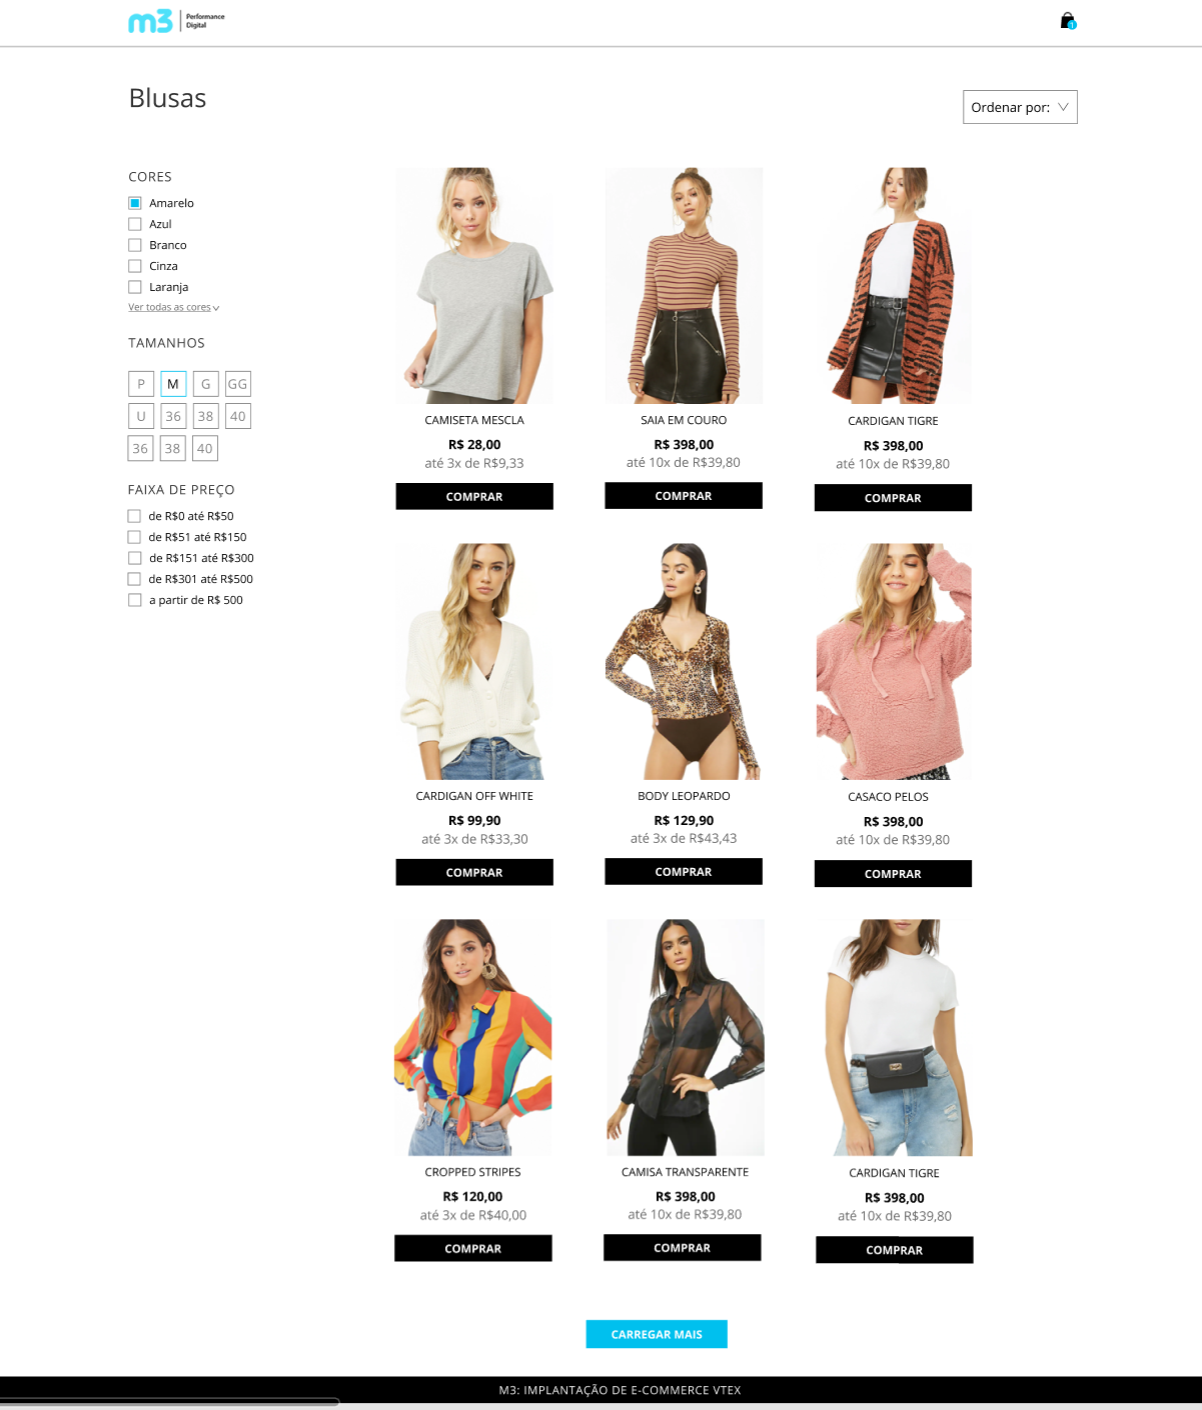 m3 Performance
Digital
1
Blusas
Ordenar por:
CORES
Amarelo
Azul
Branco
Cinza
Laranja
Ver todas as cores
TAMANHOS
P M G GG
U 36 38 40
36 38 40
FAIXA DE PREÇO
de R$0 até R$50
de R$51 até R$150
de R$151 até R$300
de R$301 até R$500
a partir de R$ 500
CAMISETA MESCLA
R$ 28,00
até 3x de R$9,33
COMPRAR
SAIA EM COURO
R$ 398,00
até 10x de R$39,80
COMPRAR
CARDIGAN TIGRE
R$ 398,00
até 10x de R$39,80
COMPRAR
CARDIGAN OFF WHITE
R$ 99,90
até 3x de R$33,30
COMPRAR
BODY LEOPARDO
R$ 129,90
até 3x de R$43,43
COMPRAR
CASACO PELOS
R$ 398,00
até 10x de R$39,80
COMPRAR
CROPPED STRIPES
R$ 120,00
até 3x de R$40,00
COMPRAR
CAMISA TRANSPARENTE
R$ 398,00
até 10x de R$39,80
COMPRAR
CARDIGAN TIGRE
R$ 398,00
até 10x de R$39,80
COMPRAR
CARREGAR MAIS
M3: IMPLANTAÇÃO DE E-COMMERCE VTEX